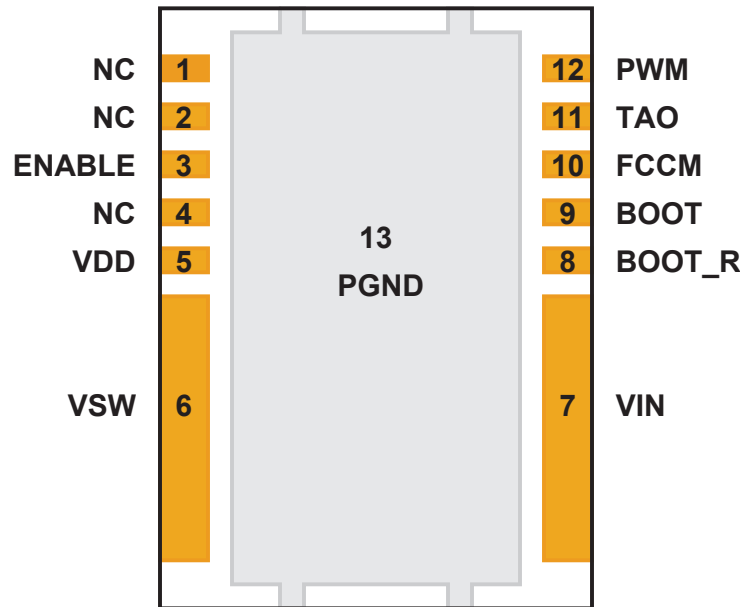 NC 1 12 PWM
NC 2 11 TAO
ENABLE 3 10 FCCM
NC 4 9 BOOT
VDD 5 8 BOOT_R
13
PGND
VSW 6 7 VIN